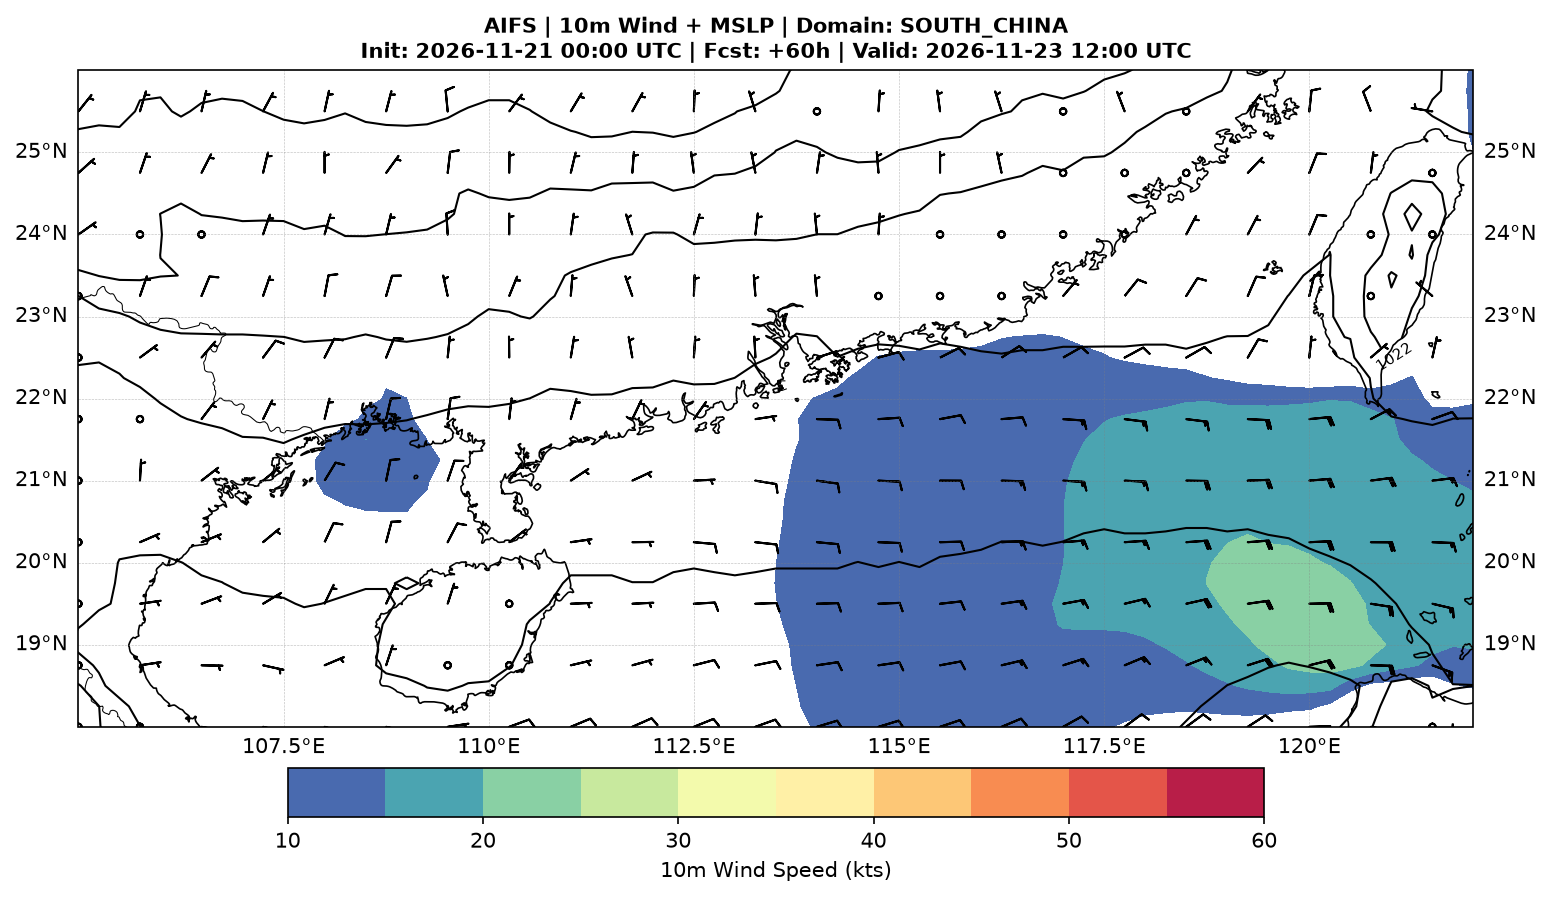 AIFS | 10m Wind + MSLP | Domain: SOUTH_CHINA
Init: 2026-11-21 00:00 UTC | Fcst: +60h | Valid: 2026-11-23 12:00 UTC
25°N 25°N
24°N 24°N
23°N 23°N
1022
22°N 22°N
21°N 21°N
20°N 20°N
19°N 19°N
107.5°E 110°E 112.5°E 115°E 117.5°E 120°E
10 20 30 40 50 60
10m Wind Speed (kts)